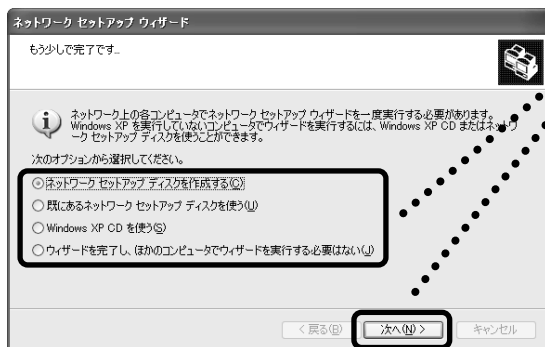 ネットワーク セットアップ ウィザード
もう少しで完了です...
ネットワーク上の各コンピュータでネットワーク セットアップ ウィザードを一度実行する必要があります。
Windows XP を実行していないコンピュータでウィザードを実行するには、Windows XP CD またはネットワ
ーク セットアップ ディスクを使うことができます。
次のオプションから選択してください。
ネットワーク セットアップ ディスクを作成する(C)
既にあるネットワーク セットアップ ディスクを使う(U)
Windows XP CD を使う(S)
ウィザードを完了し、ほかのコンピュータでウィザードを実行する必要はない(J)
< 戻る(B)
次へ(N) >
キャンセル